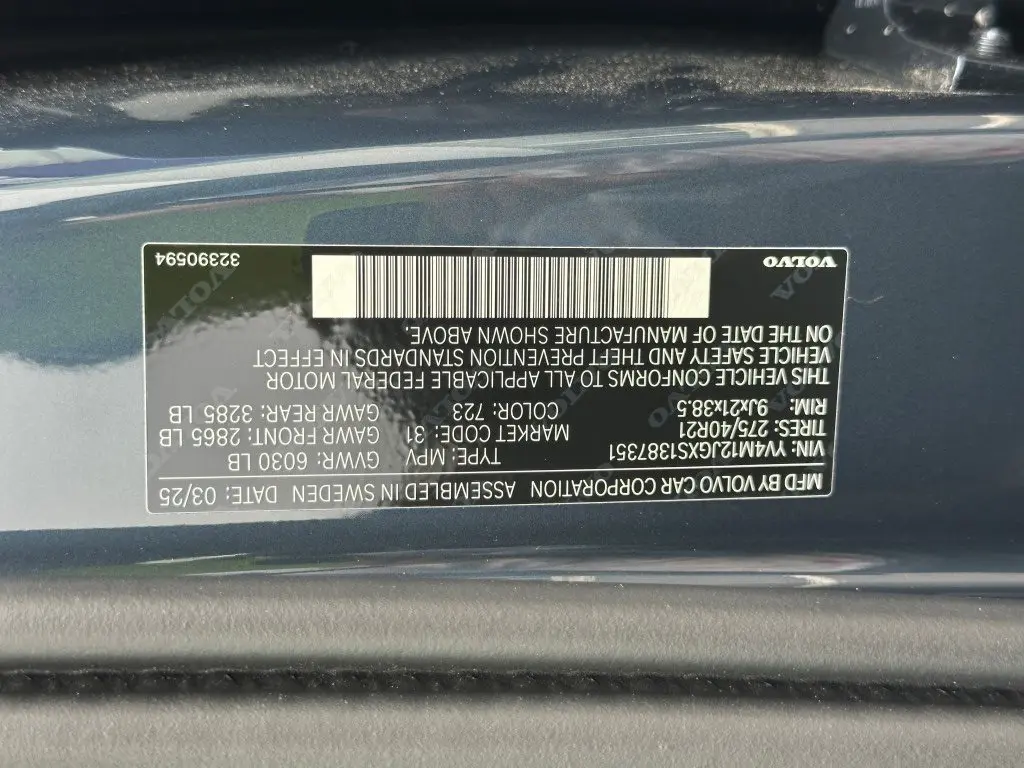 MFD BY VOLVO CAR CORPORATION ASSEMBLED IN SWEDEN DATE: 03/25
VIN: YV4M12JGXS1387351 TYPE: MPV GVWR: 6030 LB
TIRES: 275/40R21 MARKET CODE: 31 GAWR FRONT: 2865 LB
RIM: 9Jx21x38.5 COLOR: 723 GAWR REAR: 3285 LB
THIS VEHICLE CONFORMS TO ALL APPLICABLE FEDERAL MOTOR
VEHICLE SAFETY AND THEFT PREVENTION STANDARDS IN EFFECT
ON THE DATE OF MANUFACTURE SHOWN ABOVE.
VOLVO 32390594